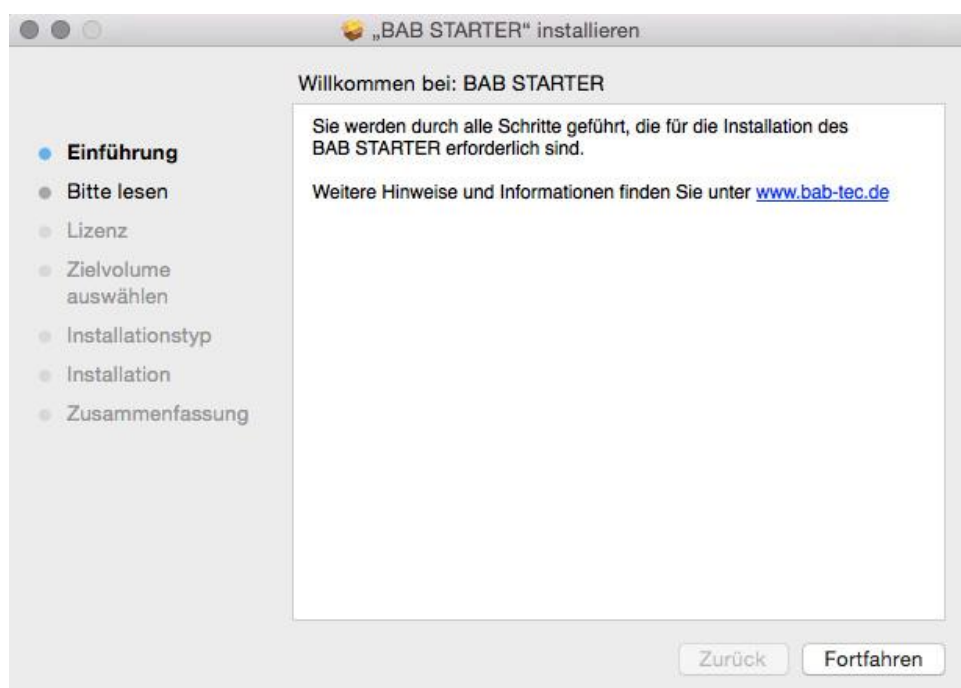 „BAB STARTER“ installieren
Willkommen bei: BAB STARTER
Einführung
Bitte lesen
Lizenz
Zielvolume
auswählen
Installationstyp
Installation
Zusammenfassung
Sie werden durch alle Schritte geführt, die für die Installation des
BAB STARTER erforderlich sind.
Weitere Hinweise und Informationen finden Sie unter www.bab-tec.de
Zurück
Fortfahren